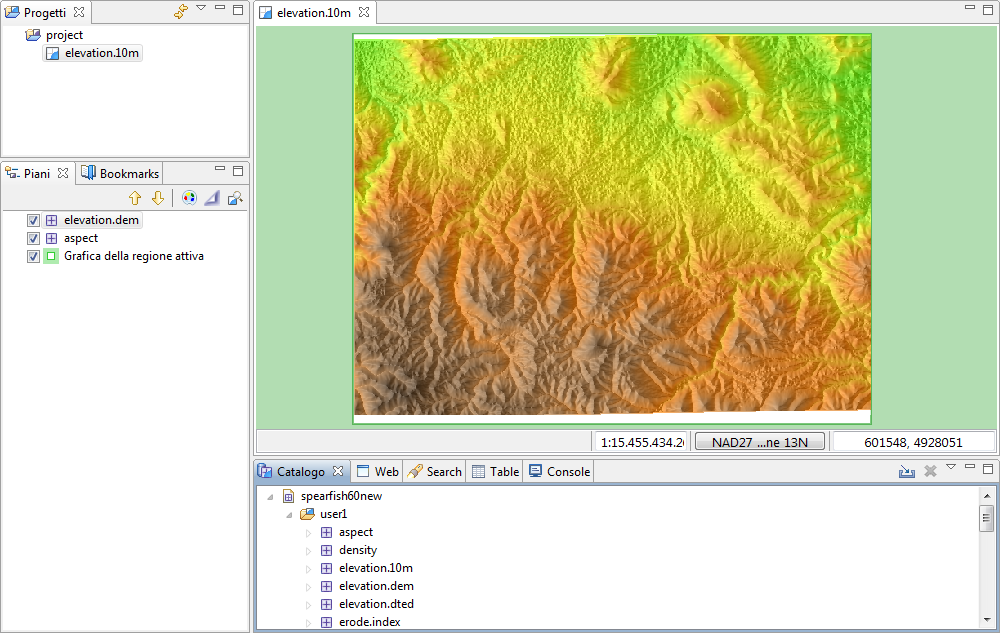 Progetti
project
elevation.10m
Piani
Bookmarks
elevation.dem
aspect
Grafica della regione attiva
elevation.10m
1:15.455.434.2
NAD27 ...ne 13N
601548, 4928051
Catalogo
Web
Search
Table
Console
spearfish60new
user1
aspect
density
elevation.10m
elevation.dem
elevation.dted
erode.index